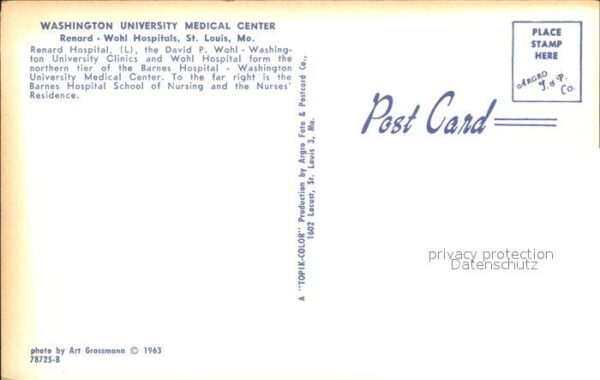 WASHINGTON UNIVERSITY MEDICAL CENTER
Renard - Wohl Hospitals, St. Louis, Mo.
Renard Hospital, (L), the David P. Wohl - Washing-
ton University Clinics and Wohl Hospital form the
northern tier of the Barnes Hospital - Washington
University Medical Center. To the far right is the
Barnes Hospital School of Nursing and the Nurses'
Residence.
A "TOPIK-COLOR" Production by Argro Foto & Postcard Co.,
1602 Locust, St. Louis 3, Mo.
PLACE
STAMP
HERE
ARGRO
F. & P.
Co.
Post Card
privacy protection
Datenschutz
photo by Art Grossmann © 1963
78725-B